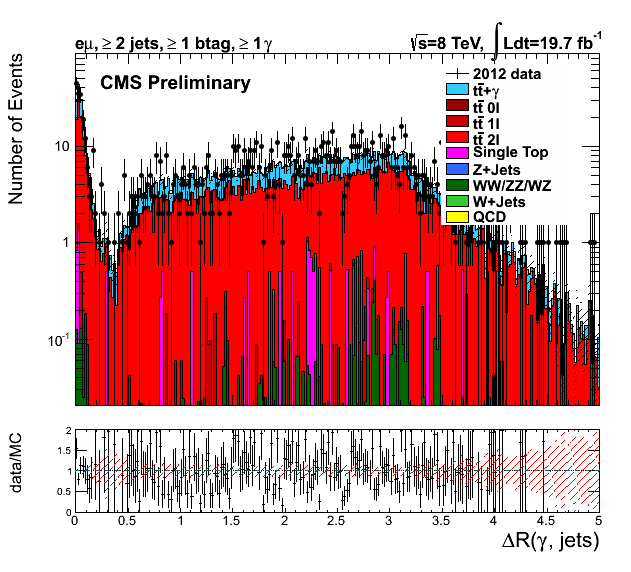 eμ, ≥ 2 jets, ≥ 1 btag, ≥ 1 γ √s=8 TeV, ∫ Ldt=19.7 fb⁻¹
CMS Preliminary
2012 data
tt̄+γ
tt̄ 0l
tt̄ 1l
tt̄ 2l
Single Top
Z+Jets
WW/ZZ/WZ
W+Jets
QCD
Number of Events
10
1
10⁻¹
data/MC
2
1.5
1
0.5
0
0 0.5 1 1.5 2 2.5 3 3.5 4 4.5 5
ΔR(γ, jets)